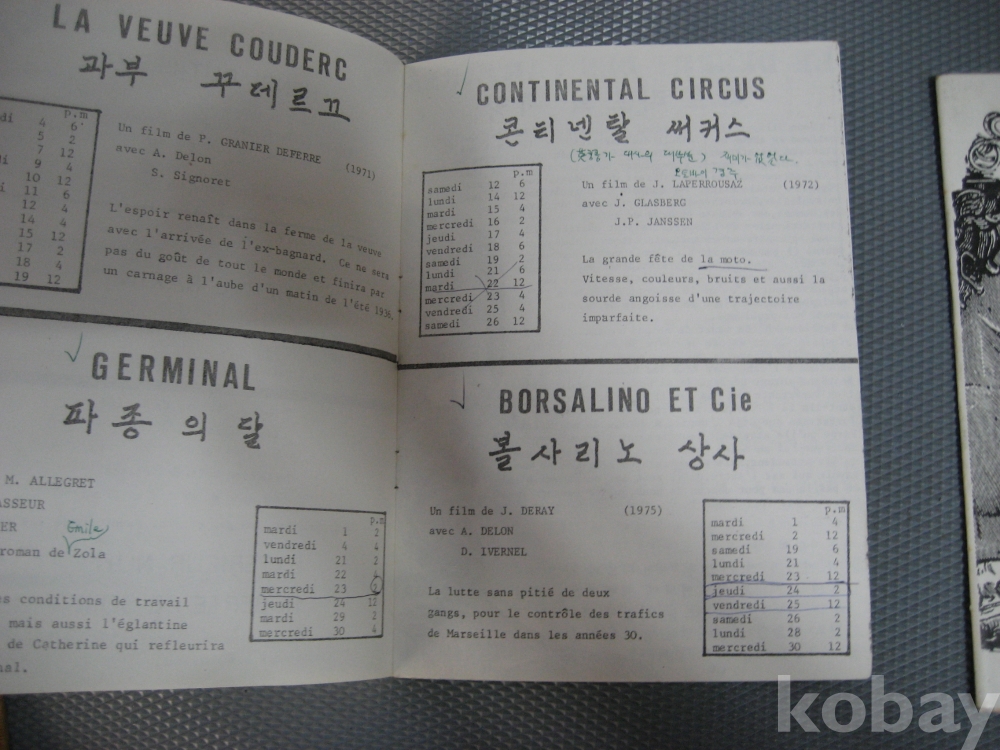 LA VEUVE COUDERC
과부 꾸데르끄
p.m
di 4 6
5 2
7 12
9 4
10 12
11 6
12 4
14 4
15 12
17 2
18 4
19 12
Un film de P. GRANIER DEFERRE (1971)
avec A. Delon
S. Signoret
L'espoir renaît dans la ferme de la veuve
avec l'arrivée de l'ex-bagnard. Ce ne sera
pas du goût de tout le monde et finira par
un carnage à l'aube d'un matin de l'été 1936.
GERMINAL
파종의 달
M. ALLEGRET
ASSEUR
ER
Emile
roman de Zola
p.m
mardi 1 2
vendredi 4 4
lundi 21 2
mardi 22
mercredi 23 2
jeudi 24 12
mardi 29 2
mercredi 30 4
es conditions de travail
mais aussi l'églantine
de Catherine qui refleurira
nal.
CONTINENTAL CIRCUS
콘티넨탈 써커스
p.m
samedi 12 6
lundi 14 12
mardi 15 4
mercredi 16 2
jeudi 17 4
vendredi 18 6
samedi 19 2
lundi 21 6
mardi 22 12
mercredi 23 4
vendredi 25 4
samedi 26 12
Un film de J. LAPERROUSAZ (1972)
avec J. GLASBERG
J.P. JANSSEN
La grande fête de la moto.
Vitesse, couleurs, bruits et aussi la
sourde angoisse d'une trajectoire
imparfaite.
BORSALINO ET Cie
볼사리노 상사
Un film de J. DERAY (1975)
avec A. DELON
D. IVERNEL
La lutte sans pitié de deux
gangs, pour le contrôle des trafics
de Marseille dans les années 30.
p.m
mardi 1 4
mercredi 2 12
samedi 19 6
lundi 21 4
mercredi 23 12
jeudi 24 2
vendredi 25 12
samedi 26 2
lundi 28 2
mercredi 30 12
kobay